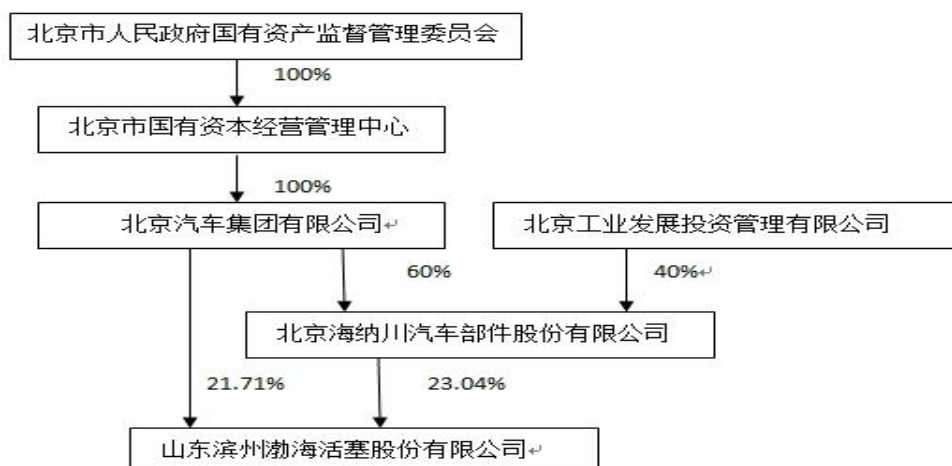 北京市人民政府国有资产监督管理委员会
100%
北京市国有资本经营管理中心
100%
北京汽车集团有限公司
北京工业发展投资管理有限公司
60%
40%
北京海纳川汽车部件股份有限公司
21.71%
23.04%
山东滨州渤海活塞股份有限公司